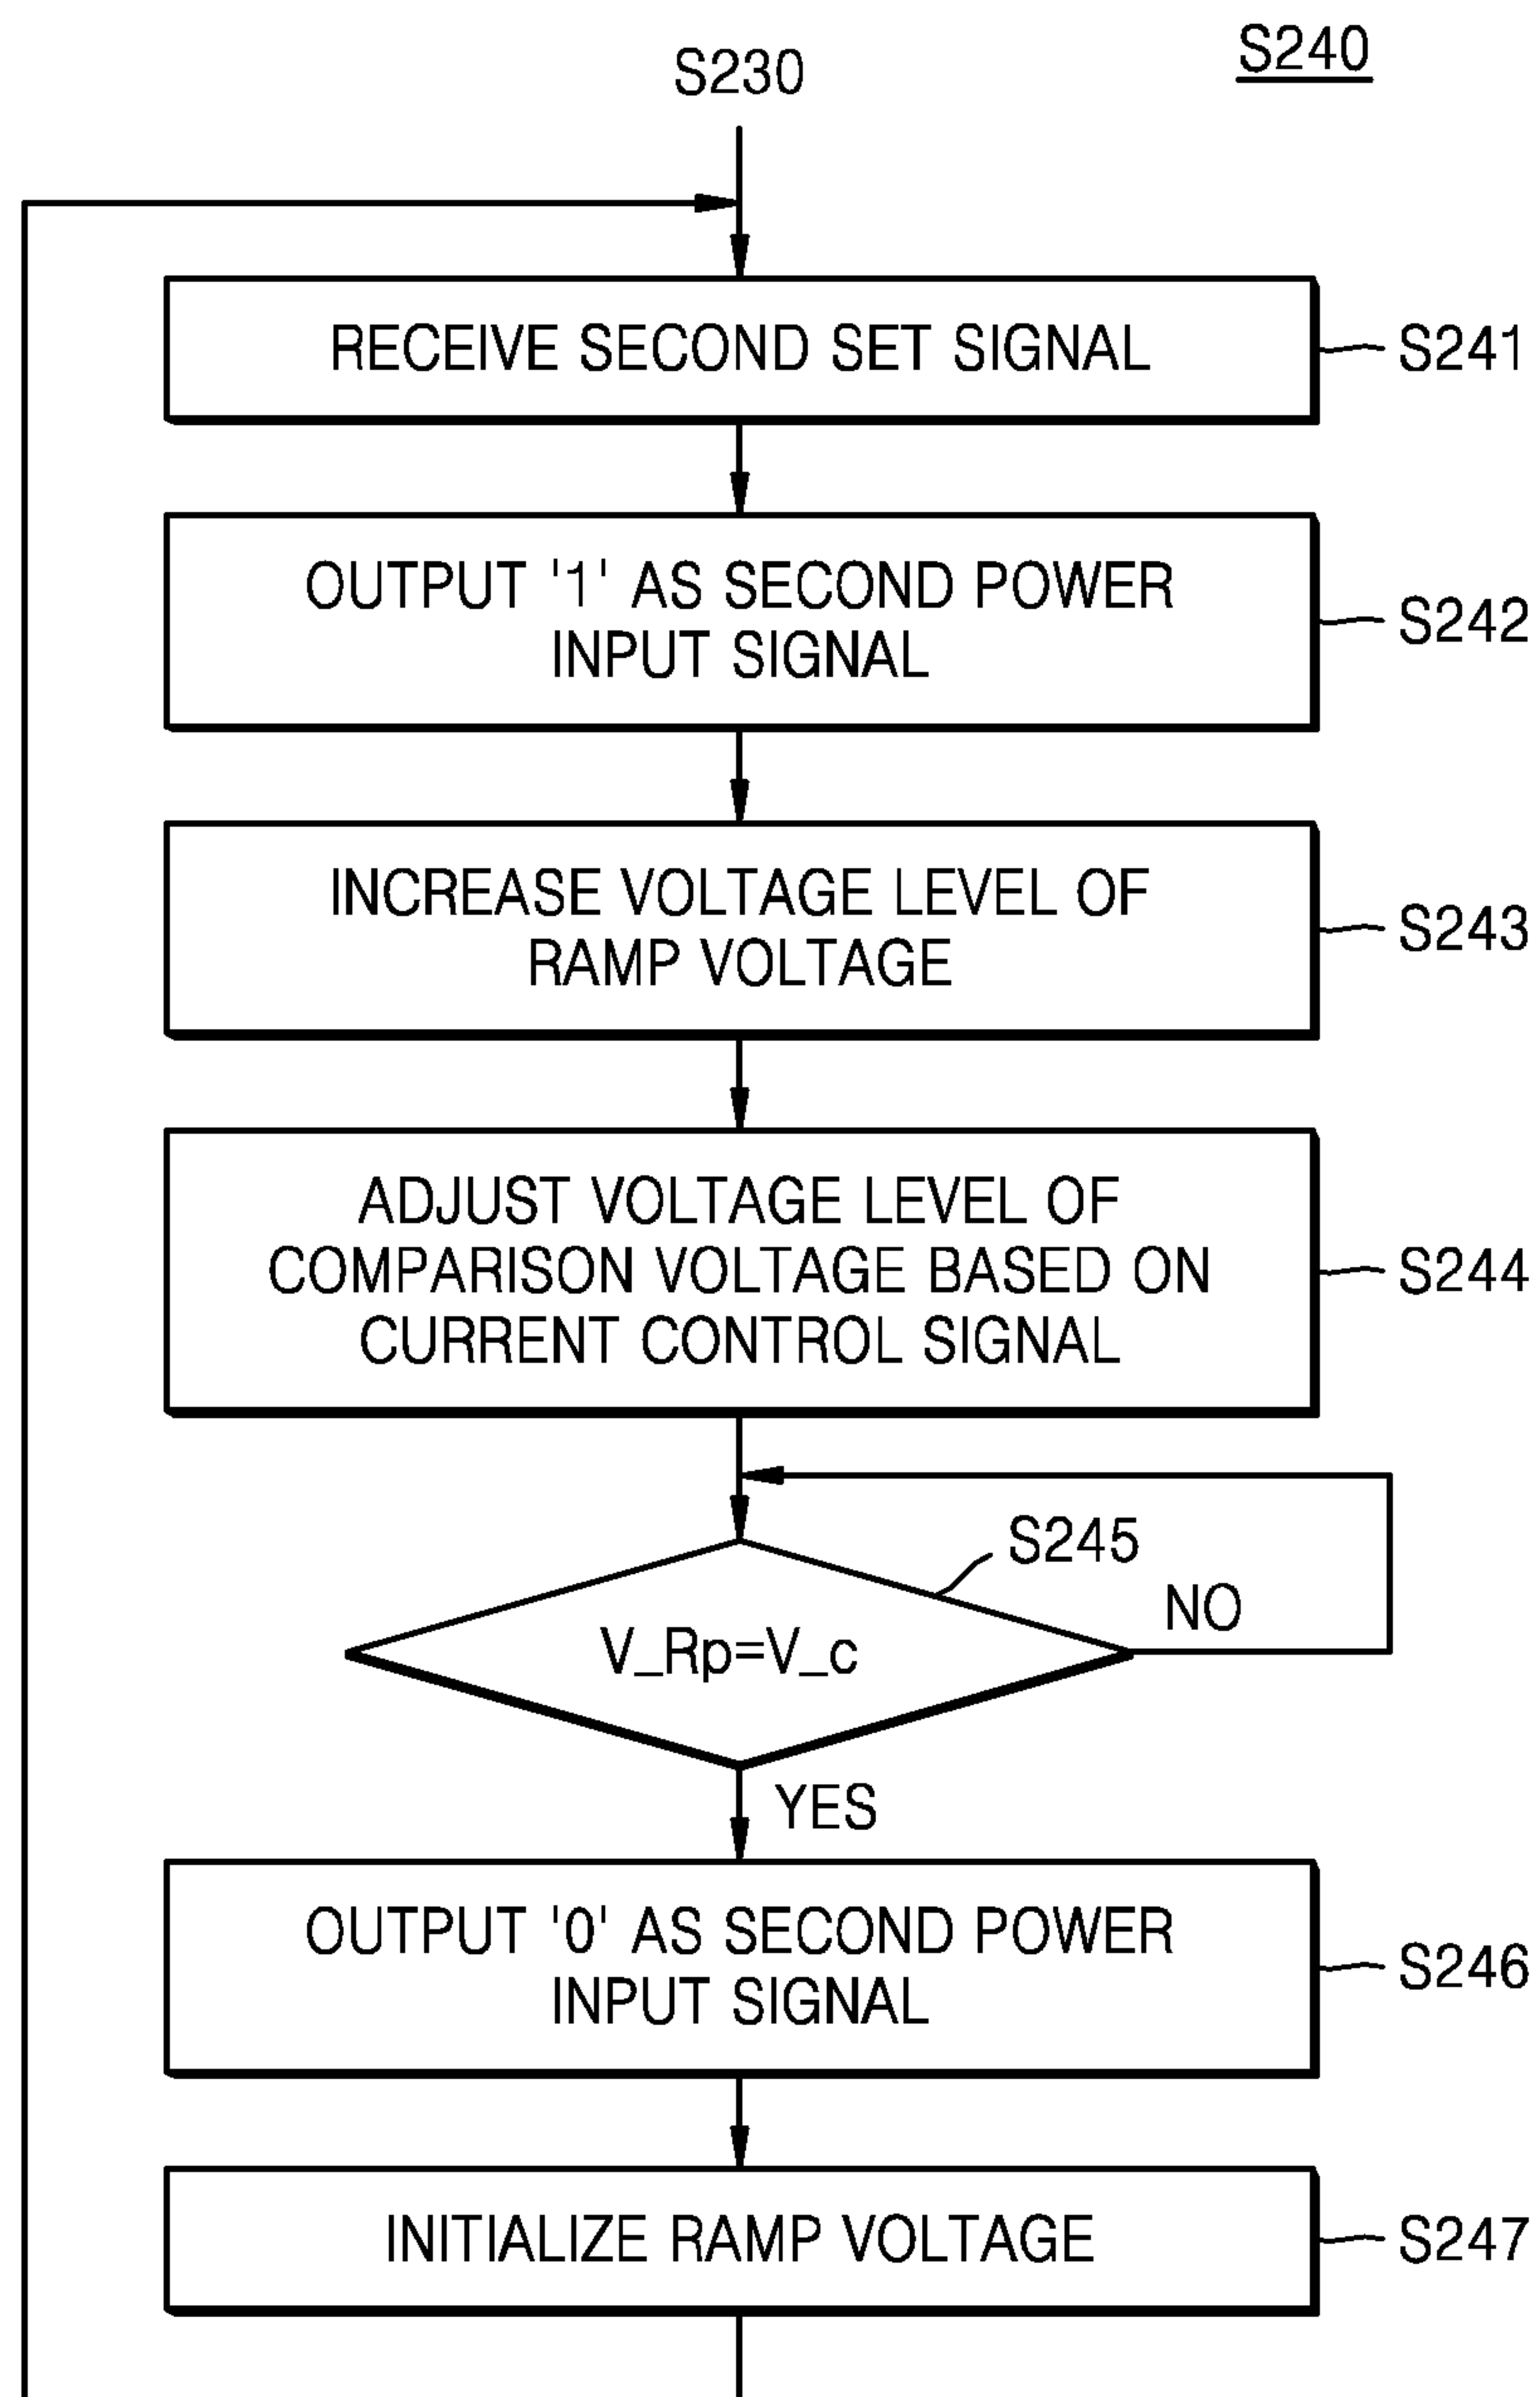 S240
S230
RECEIVE SECOND SET SIGNAL
S241
OUTPUT '1' AS SECOND POWER
INPUT SIGNAL
S242
INCREASE VOLTAGE LEVEL OF
RAMP VOLTAGE
S243
ADJUST VOLTAGE LEVEL OF
COMPARISON VOLTAGE BASED ON
CURRENT CONTROL SIGNAL
S244
S245
NO
V_Rp=V_c
YES
OUTPUT '0' AS SECOND POWER
INPUT SIGNAL
S246
INITIALIZE RAMP VOLTAGE
S247